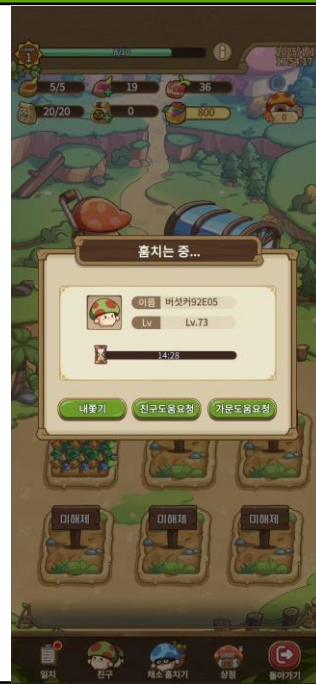 1
5/5 19 36
20/20 0 800 0
훔치는 중...
이름 버섯커92E05
Lv Lv.73
14:28
내쫓기 친구도움요청 가문도움요청
미해제 미해제 미해제
일지 친구 채소 훔치기 상점 돌아가기